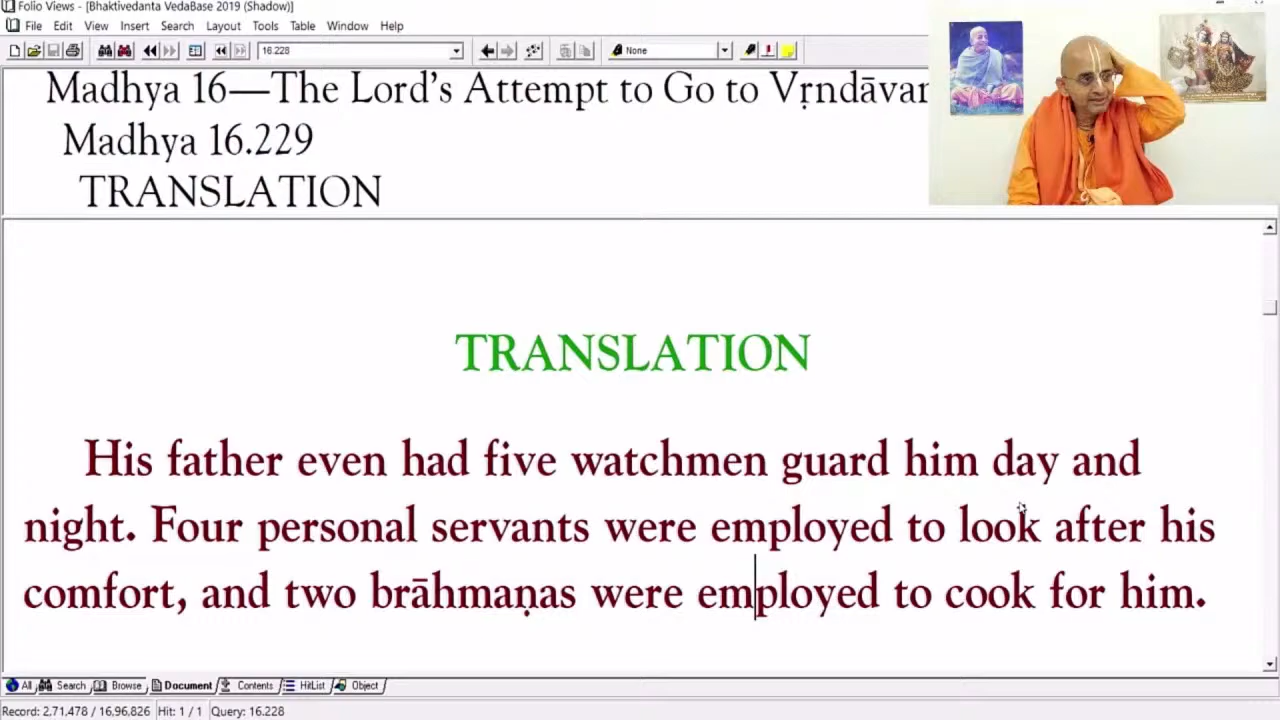 Folio Views - [Bhaktivedanta VedaBase 2019 (Shadow)]
File Edit View Insert Search Layout Tools Table Window Help
16.228 None
Madhya 16—The Lord’s Attempt to Go to Vṛndāvan
Madhya 16.229
TRANSLATION
TRANSLATION
His father even had five watchmen guard him day and
night. Four personal servants were employed to look after his
comfort, and two brāhmaṇas were employed to cook for him.
All Search Browse Document Contents HitList Object
Record: 2,71,478 / 16,96,826 Hit: 1 / 1 Query: 16.228